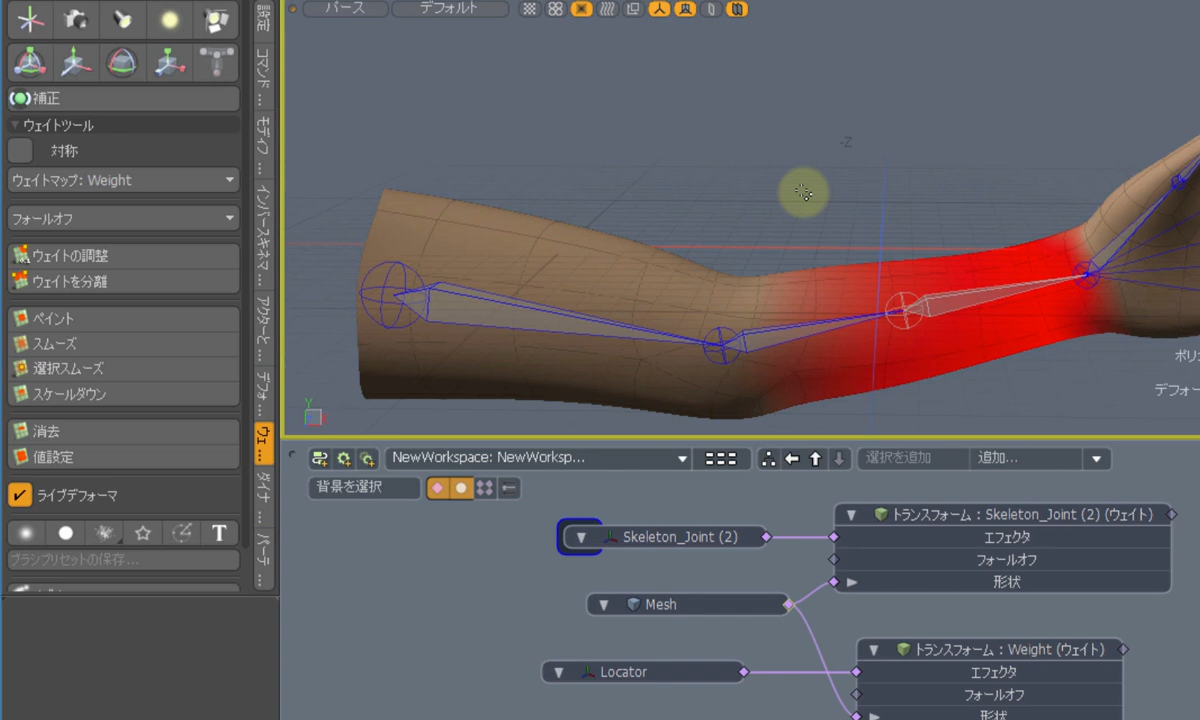 パース
デフォルト
補正
ウェイトツール
対称
ウェイトマップ: Weight
フォールオフ
ウェイトの調整
ウェイトを分離
ペイント
スムーズ
選択スムーズ
スケールダウン
消去
値設定
ライブデフォーマ
T
ブラシプリセットの保存...
設定
コマンド ...
モディフ ...
インバースキネマ ...
アクターと ...
デフォ ...
ウェ ...
ダイナ ...
パーテ ...
-Z
Y
ポリ
デフォー
NewWorkspace: NewWorksp...
選択を追加
追加...
背景を選択
Skeleton_Joint (2)
トランスフォーム : Skeleton_Joint (2) (ウェイト)
エフェクタ
フォールオフ
形状
Mesh
Locator
トランスフォーム : Weight (ウェイト)
エフェクタ
フォールオフ
形状